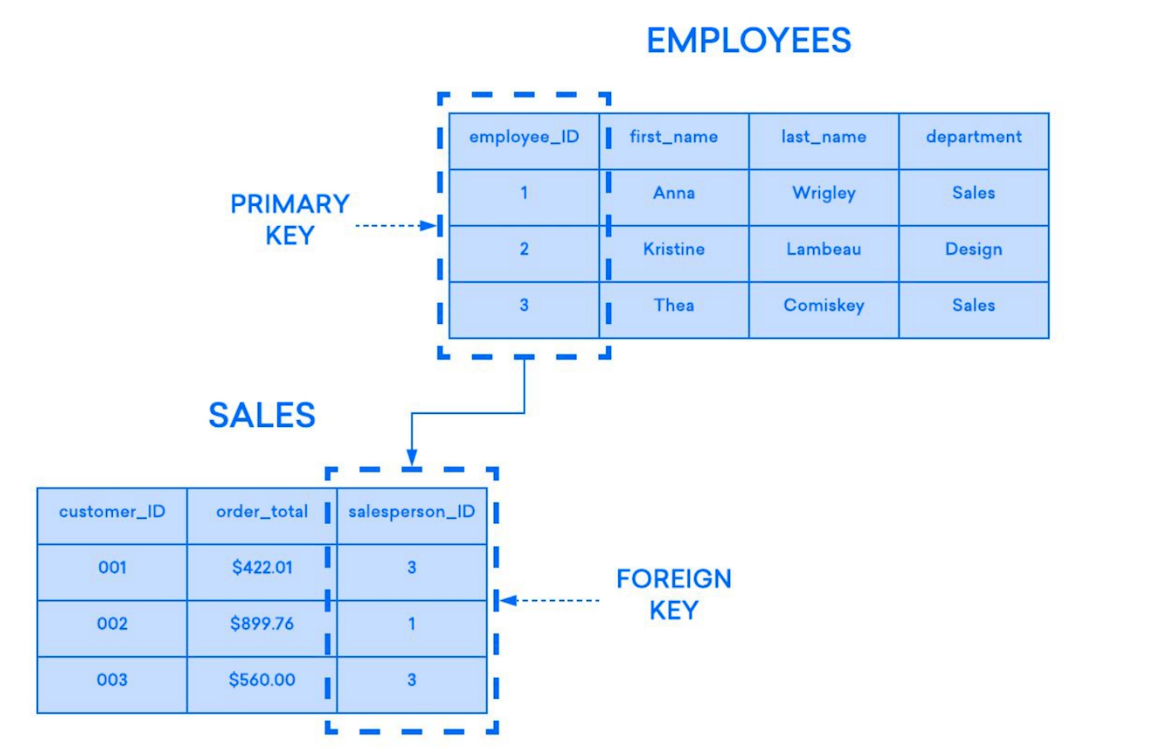 EMPLOYEES
employee_ID first_name last_name department
1 Anna Wrigley Sales
2 Kristine Lambeau Design
3 Thea Comiskey Sales
PRIMARY
KEY
SALES
customer_ID order_total salesperson_ID
001 $422.01 3
002 $899.76 1
003 $560.00 3
FOREIGN
KEY